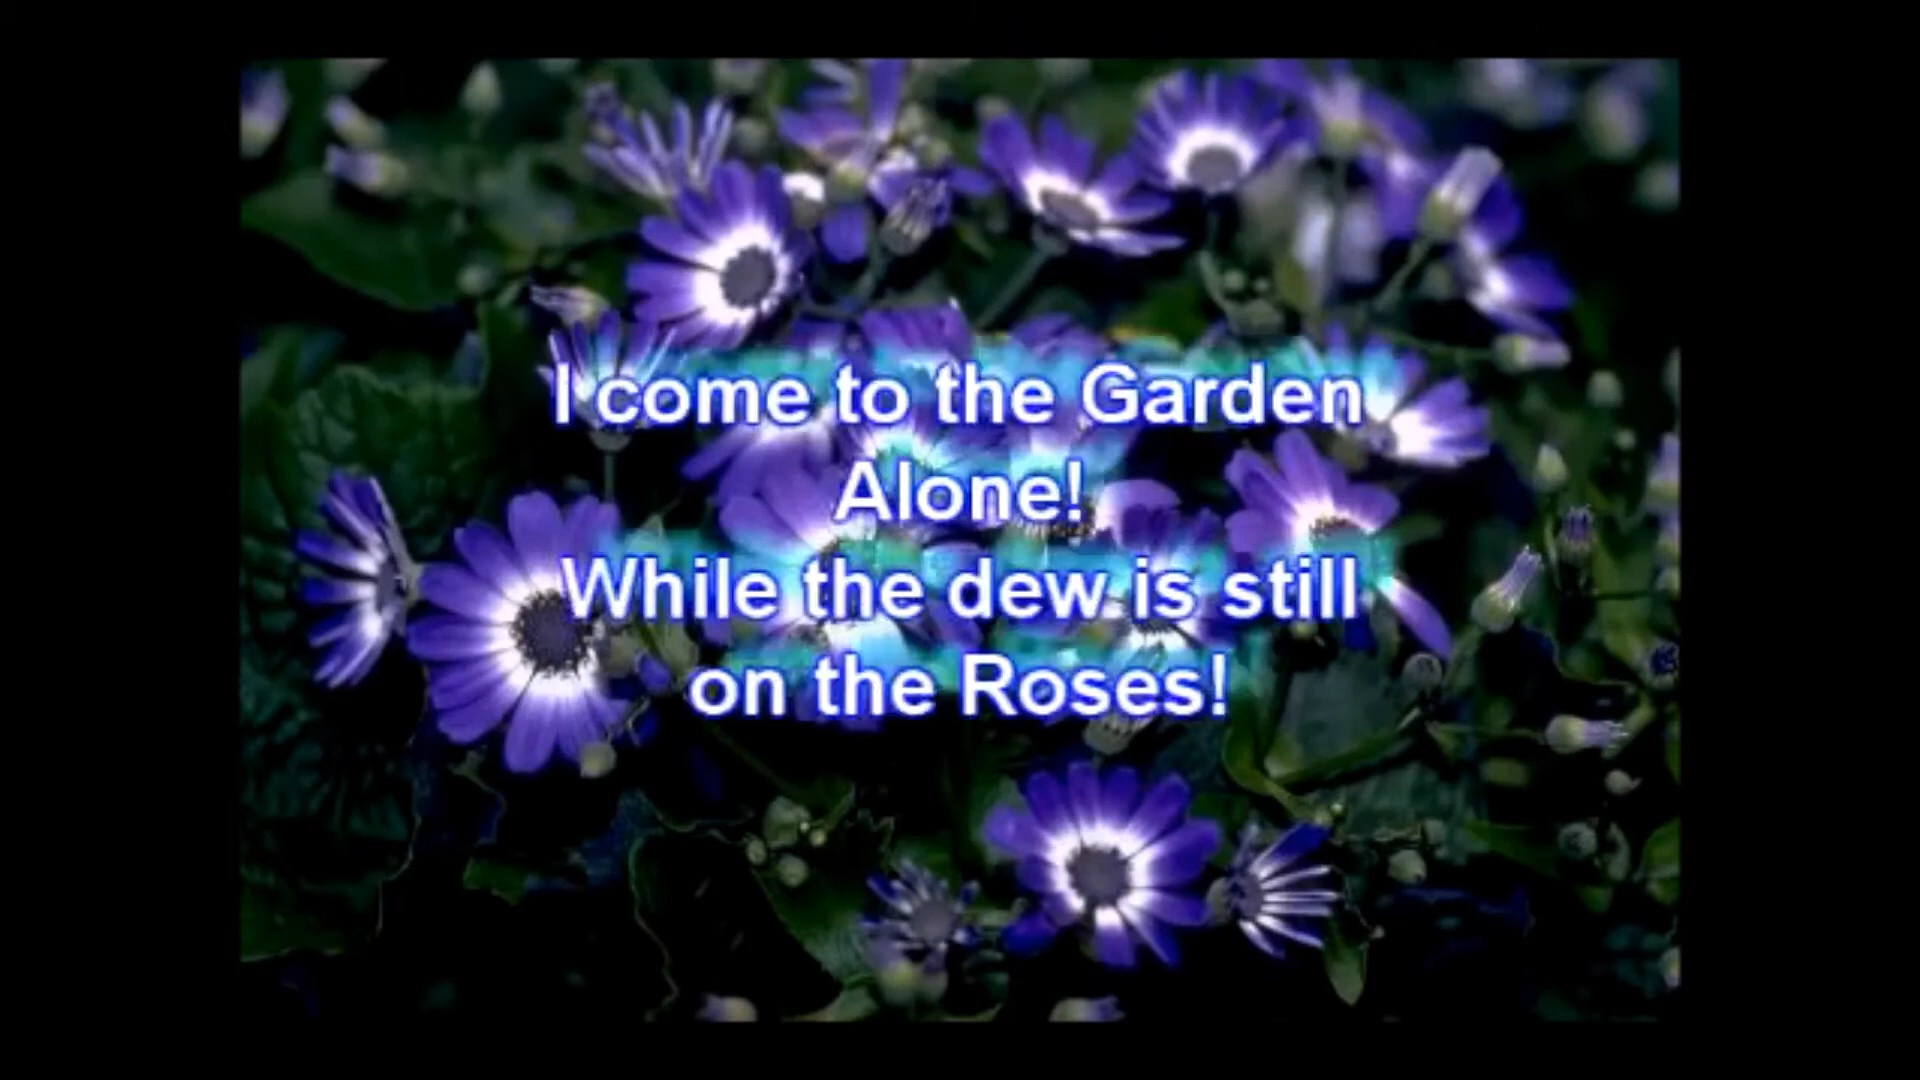 I come to the Garden
Alone!
While the dew is still
on the Roses!